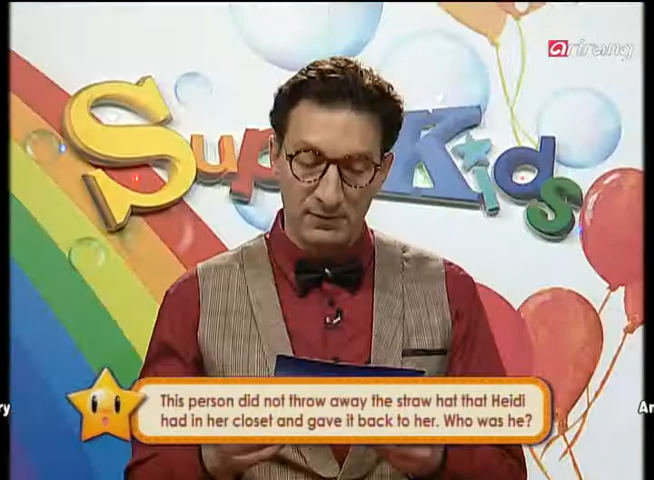 arirang
Sup Kids
This person did not throw away the straw hat that Heidi
had in her closet and gave it back to her. Who was he?